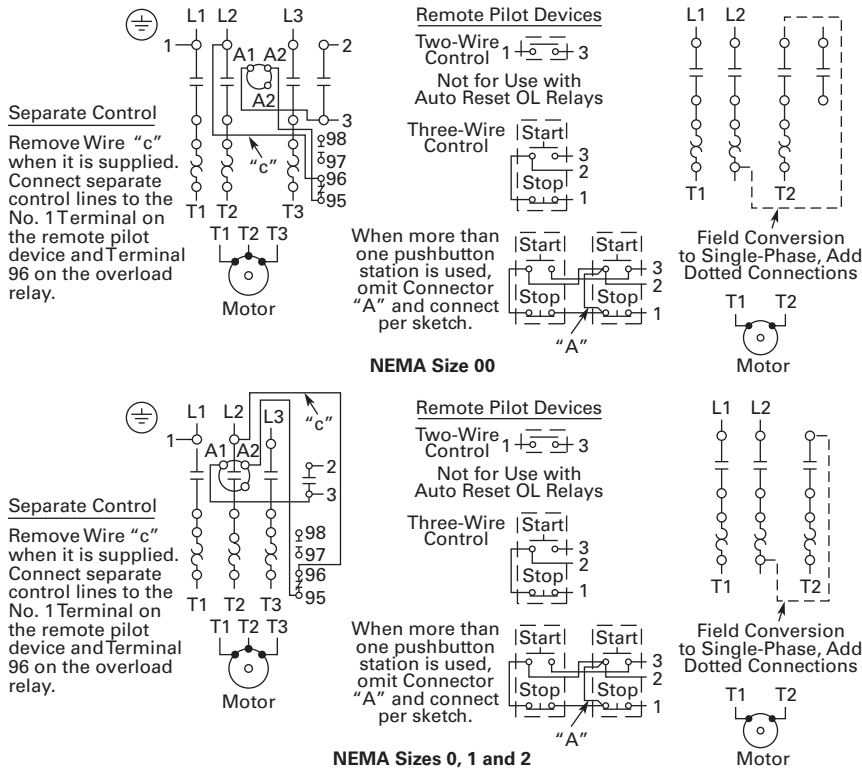 L1 L2 L3
1
2
A1 A2
A2
3
Separate Control
Remove Wire "c"
when it is supplied.
Connect separate
control lines to the
No. 1 Terminal on
the remote pilot
device and Terminal
96 on the overload
relay.
"c"
98
97
96
95
T1 T2 T3
T1 T2 T3
Motor
Remote Pilot Devices
Two-Wire
Control
1 3
Not for Use with
Auto Reset OL Relays
Three-Wire
Control
Start
3
2
Stop
1
When more than
one pushbutton
station is used,
omit Connector
"A" and connect
per sketch.
Start Start
3
2
Stop Stop
1
"A"
L1 L2
T1 T2
Field Conversion
to Single-Phase, Add
Dotted Connections
T1 T2
Motor
NEMA Size 00
L1 L2 L3
"c"
1
A1 A2
2
3
Separate Control
Remove Wire "c"
when it is supplied.
Connect separate
control lines to the
No. 1 Terminal on
the remote pilot
device and Terminal
96 on the overload
relay.
98
97
96
95
T1 T2 T3
T1 T2 T3
Motor
Remote Pilot Devices
Two-Wire
Control
1 3
Not for Use with
Auto Reset OL Relays
Three-Wire
Control
Start
3
2
Stop
1
When more than
one pushbutton
station is used,
omit Connector
"A" and connect
per sketch.
Start Start
3
2
Stop Stop
1
"A"
L1 L2
T1 T2
Field Conversion
to Single-Phase, Add
Dotted Connections
T1 T2
Motor
NEMA Sizes 0, 1 and 2